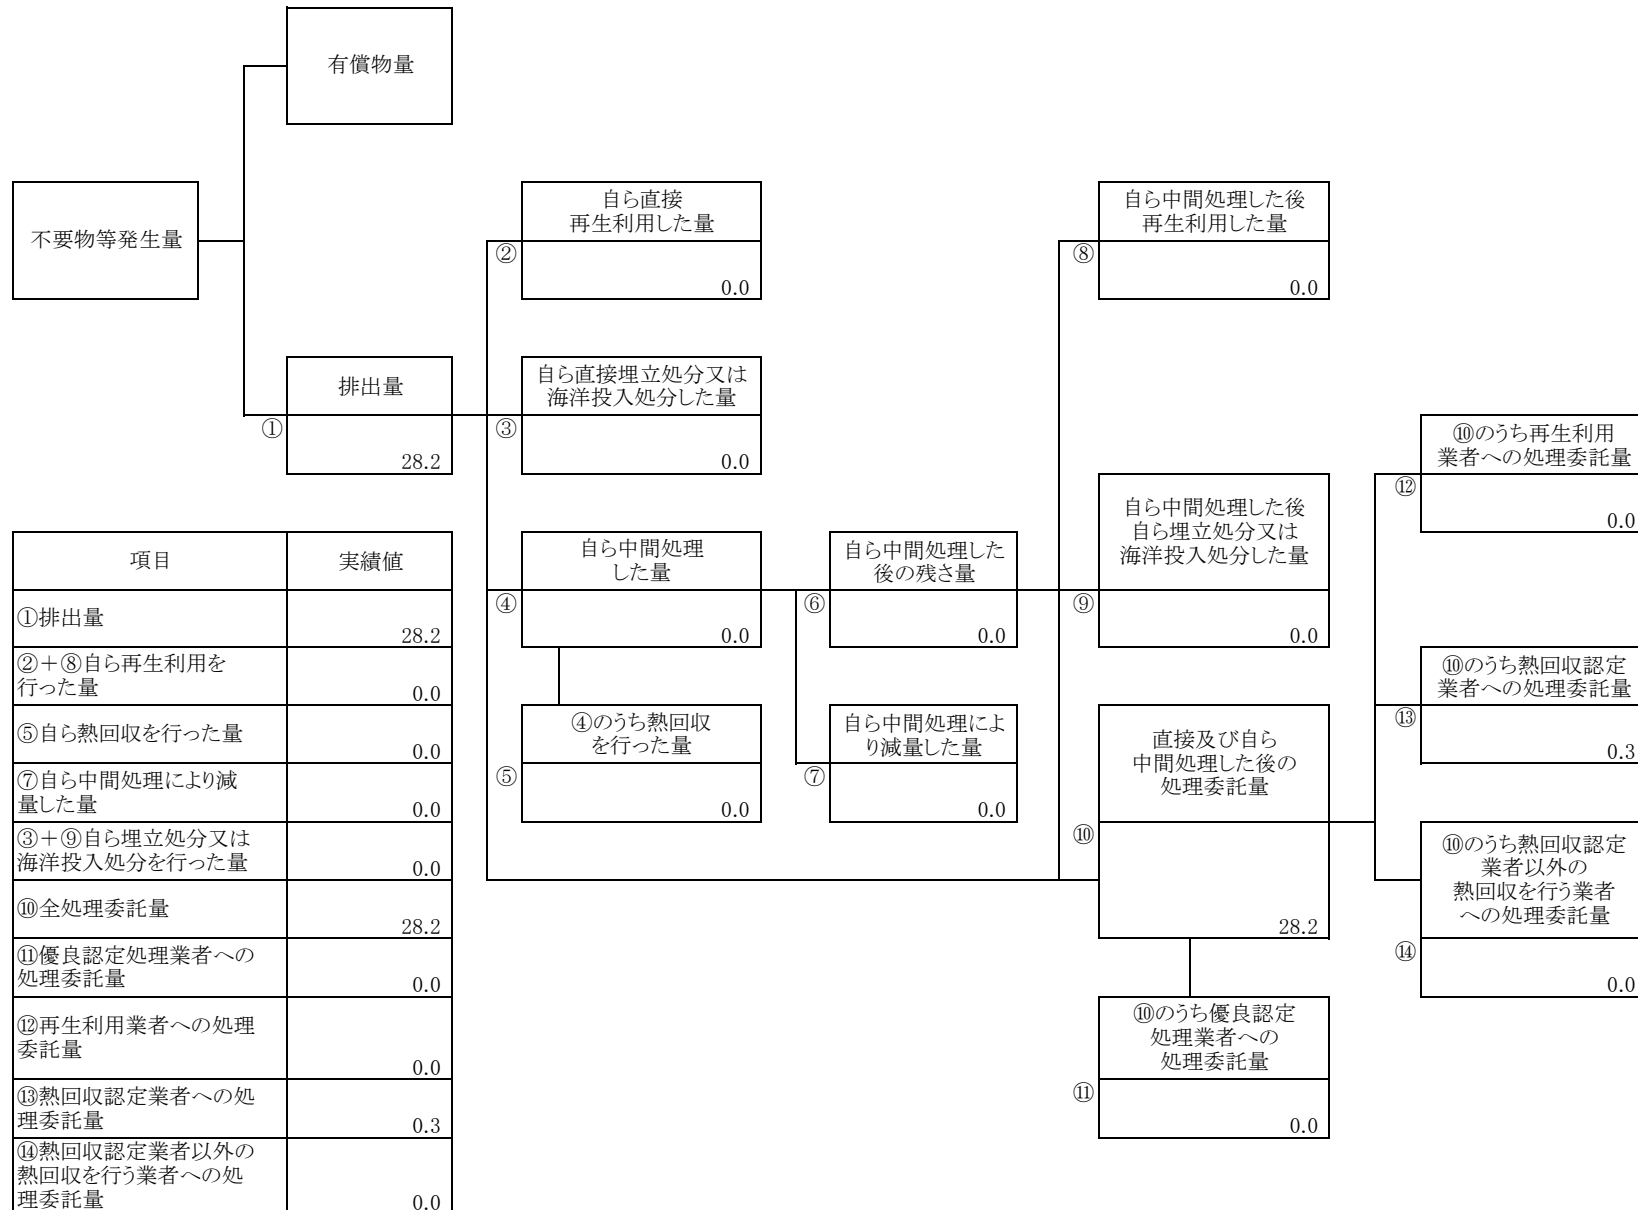 有償物量
不要物等発生量
自ら直接
再生利用した量
②
0.0
自ら中間処理した後
再生利用した量
⑧
0.0
排出量
①
28.2
自ら直接埋立処分又は
海洋投入処分した量
③
0.0
⑩のうち再生利用
業者への処理委託量
⑫
0.0
自ら中間処理
した量
④
0.0
自ら中間処理した
後の残さ量
⑥
0.0
自ら中間処理した後
自ら埋立処分又は
海洋投入処分した量
⑨
0.0
⑩のうち熱回収認定
業者への処理委託量
⑬
0.3
④のうち熱回収
を行った量
⑤
0.0
自ら中間処理によ
り減量した量
⑦
0.0
直接及び自ら
中間処理した後の
処理委託量
⑩
28.2
⑩のうち熱回収認定
業者以外の
熱回収を行う業者
への処理委託量
⑭
0.0
⑩のうち優良認定
処理業者への
処理委託量
⑪
0.0
項目 実績値
①排出量
28.2
②＋⑧自ら再生利用を
行った量 0.0
⑤自ら熱回収を行った量
0.0
⑦自ら中間処理により減
量した量 0.0
③＋⑨自ら埋立処分又は
海洋投入処分を行った量 0.0
⑩全処理委託量
28.2
⑪優良認定処理業者への
処理委託量 0.0
⑫再生利用業者への処理
委託量
0.0
⑬熱回収認定業者への処
理委託量 0.3
⑭熱回収認定業者以外の
熱回収を行う業者への処
理委託量 0.0